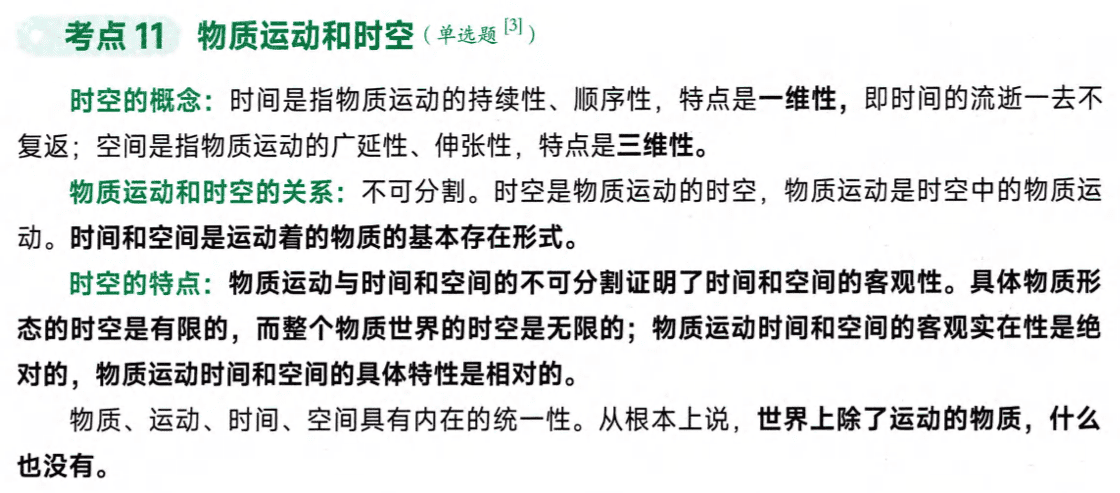 考点 11 物质运动和时空（单选题 [3]）
时空的概念：时间是指物质运动的持续性、顺序性，特点是一维性，即时间的流逝一去不
复返；空间是指物质运动的广延性、伸张性，特点是三维性。
物质运动和时空的关系：不可分割。时空是物质运动的时空，物质运动是时空中的物质运
动。时间和空间是运动着的物质的基本存在形式。
时空的特点：物质运动与时间和空间的不可分割证明了时间和空间的客观性。具体物质形
态的时空是有限的，而整个物质世界的时空是无限的；物质运动时间和空间的客观实在性是绝
对的，物质运动时间和空间的具体特性是相对的。
物质、运动、时间、空间具有内在的统一性。从根本上说，世界上除了运动的物质，什么
也没有。